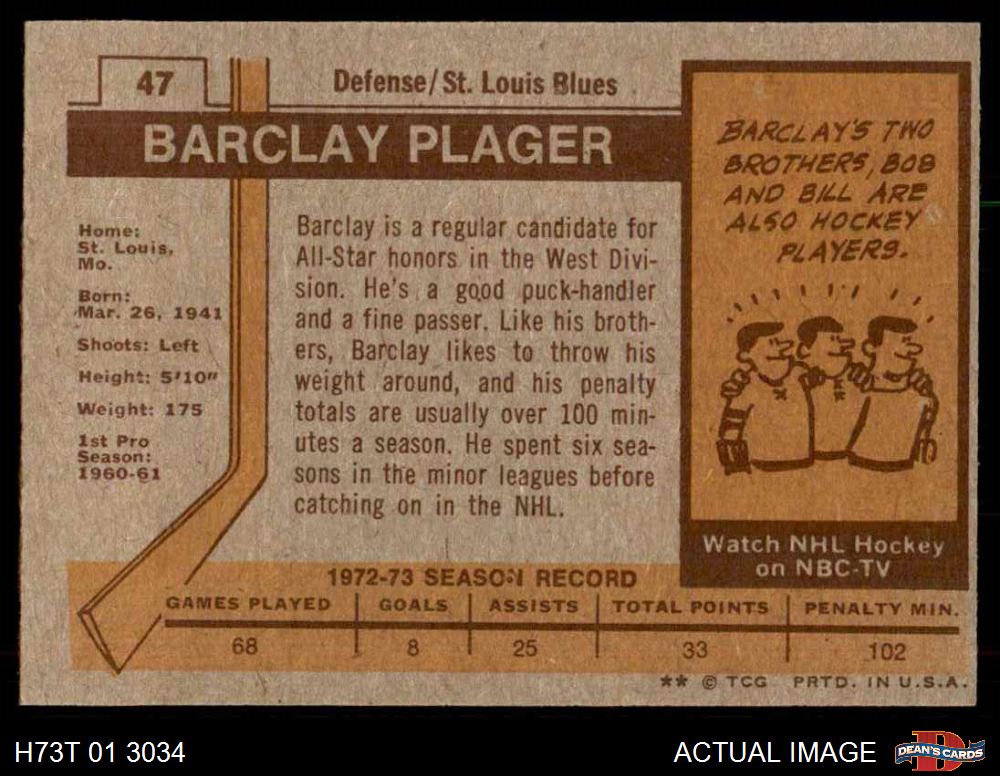 47
Defense/St. Louis Blues
BARCLAY PLAGER
Home:
St. Louis,
Mo.
Born:
Mar. 26, 1941
Shoots: Left
Height: 5'10"
Weight: 175
1st Pro
Season:
1960-61
Barclay is a regular candidate for
All-Star honors in the West Divi-
sion. He's a good puck-handler
and a fine passer. Like his broth-
ers, Barclay likes to throw his
weight around, and his penalty
totals are usually over 100 min-
utes a season. He spent six sea-
sons in the minor leagues before
catching on in the NHL.
BARCLAY'S TWO
BROTHERS, BOB
AND BILL ARE
ALSO HOCKEY
PLAYERS.
Watch NHL Hockey
on NBC-TV
1972-73 SEASON RECORD
GAMES PLAYED GOALS ASSISTS TOTAL POINTS PENALTY MIN.
68 8 25 33 102
** © TCG PRTD. IN U.S.A.
H73T 01 3034 ACTUAL IMAGE DEAN'S CARDS